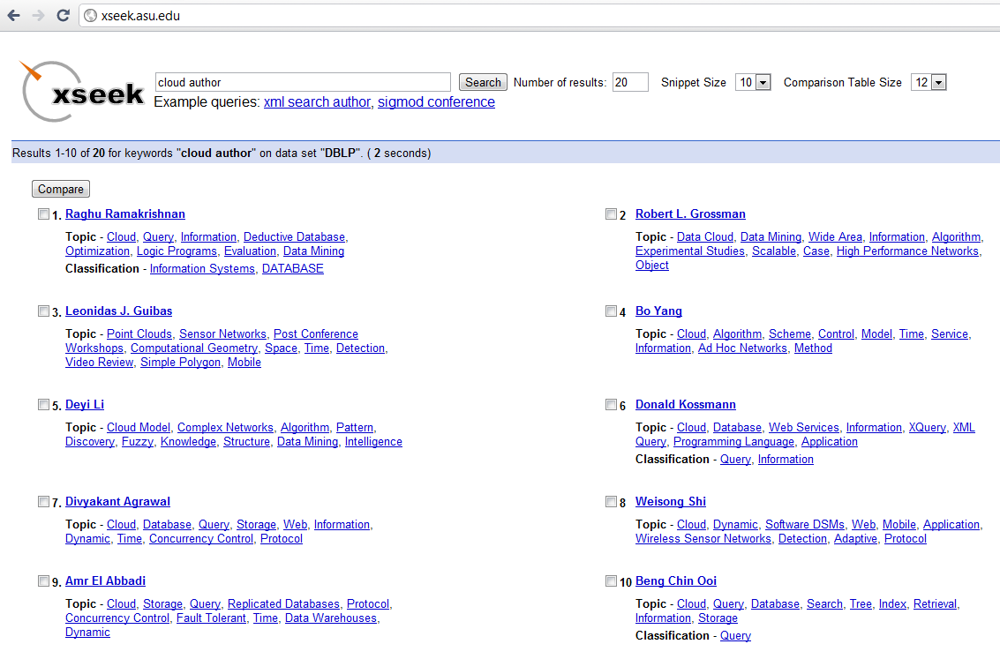 xseek.asu.edu
xseek
cloud author Search Number of results: 20 Snippet Size 10 Comparison Table Size 12
Example queries: xml search author, sigmod conference
Results 1-10 of 20 for keywords "cloud author" on data set "DBLP". ( 2 seconds)
Compare
1. Raghu Ramakrishnan
Topic - Cloud, Query, Information, Deductive Database,
Optimization, Logic Programs, Evaluation, Data Mining
Classification - Information Systems, DATABASE
2 Robert L. Grossman
Topic - Data Cloud, Data Mining, Wide Area, Information, Algorithm,
Experimental Studies, Scalable, Case, High Performance Networks,
Object
3. Leonidas J. Guibas
Topic - Point Clouds, Sensor Networks, Post Conference
Workshops, Computational Geometry, Space, Time, Detection,
Video Review, Simple Polygon, Mobile
4 Bo Yang
Topic - Cloud, Algorithm, Scheme, Control, Model, Time, Service,
Information, Ad Hoc Networks, Method
5. Deyi Li
Topic - Cloud Model, Complex Networks, Algorithm, Pattern,
Discovery, Fuzzy, Knowledge, Structure, Data Mining, Intelligence
6 Donald Kossmann
Topic - Cloud, Database, Web Services, Information, XQuery, XML
Query, Programming Language, Application
Classification - Query, Information
7. Divyakant Agrawal
Topic - Cloud, Database, Query, Storage, Web, Information,
Dynamic, Time, Concurrency Control, Protocol
8 Weisong Shi
Topic - Cloud, Dynamic, Software DSMs, Web, Mobile, Application,
Wireless Sensor Networks, Detection, Adaptive, Protocol
9. Amr El Abbadi
Topic - Cloud, Storage, Query, Replicated Databases, Protocol,
Concurrency Control, Fault Tolerant, Time, Data Warehouses,
Dynamic
10 Beng Chin Ooi
Topic - Cloud, Query, Database, Search, Tree, Index, Retrieval,
Information, Storage
Classification - Query